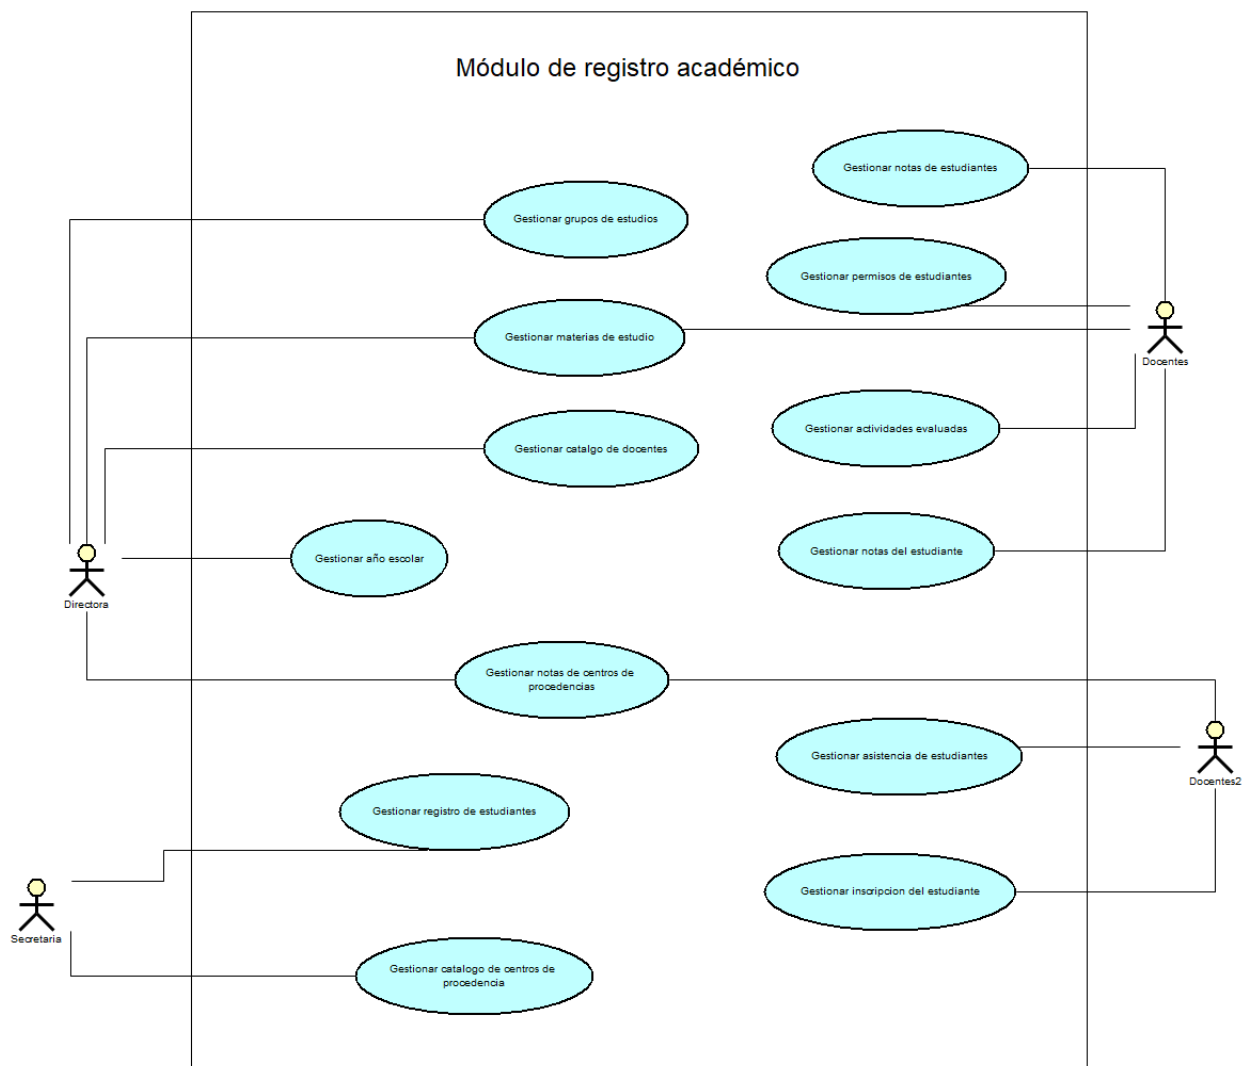 Módulo de registro académico
Gestionar notas de estudiantes
Gestionar grupos de estudios
Gestionar permisos de estudiantes
Gestionar materias de estudio
Docentes
Gestionar actividades evaluadas
Gestionar catalgo de docentes
Gestionar notas del estudiante
Gestionar año escolar
Directora
Gestionar notas de centros de
procedencias
Gestionar asistencia de estudiantes
Docentes2
Gestionar registro de estudiantes
Gestionar inscripcion del estudiante
Secretaria
Gestionar catalogo de centros de
procedencia